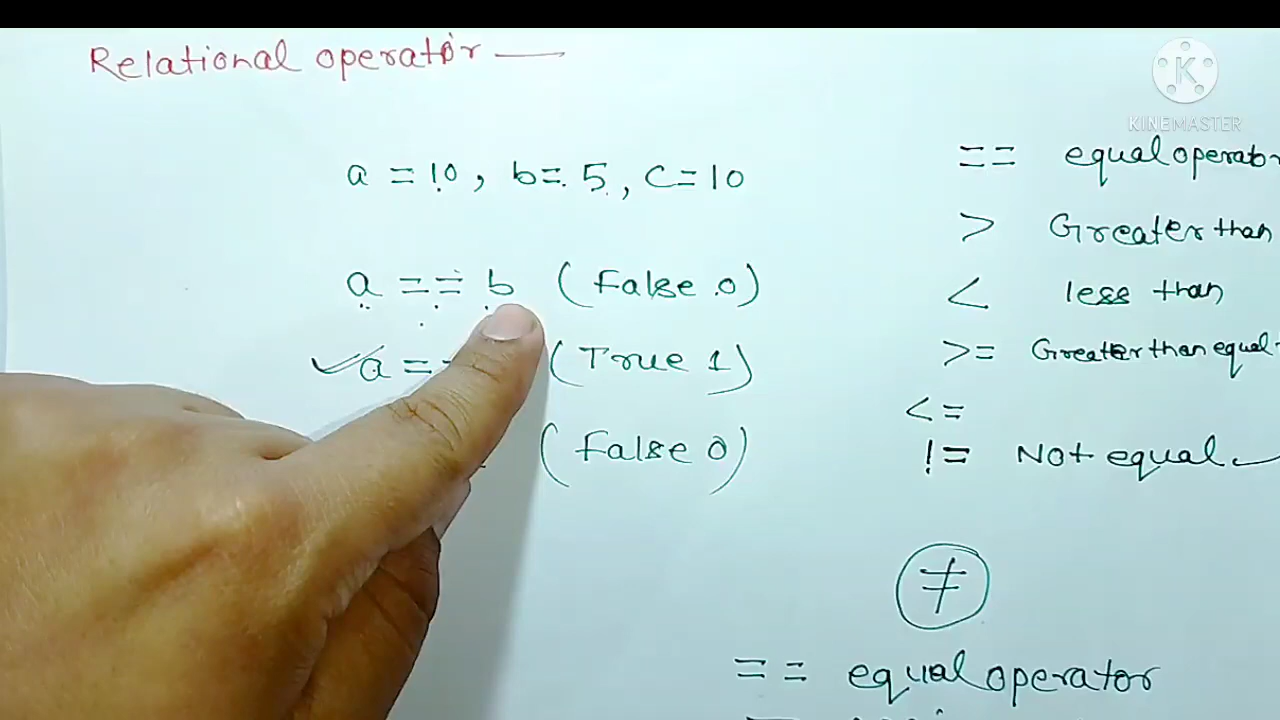 Relational operator —
KINEMASTER
a = 10, b = 5, c = 10
== equal operator
> Greater than
a == b (False 0)
< less than
a = (True 1)
>= Greater than equal
<=
(False 0)
!= Not equal
≠
== equal operator